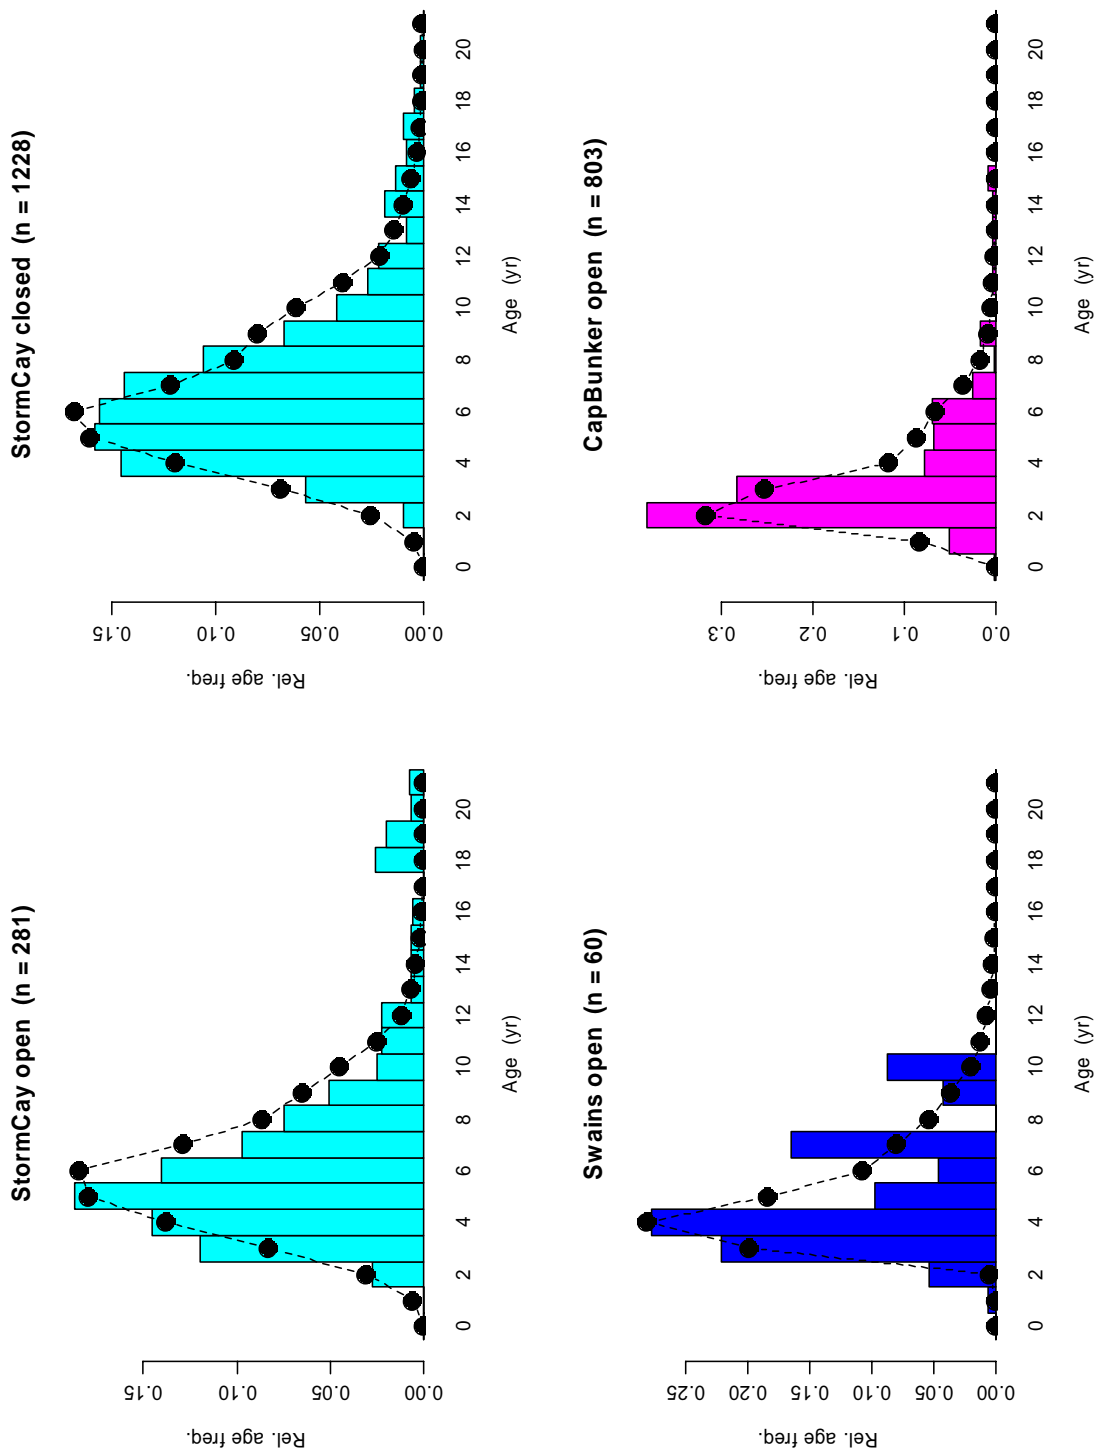 StormCay open (n = 281)
Rel. age freq.
0.00 0.05 0.10 0.15
0 2 4 6 8 10 12 14 16 18 20
Age (yr)
StormCay closed (n = 1228)
Rel. age freq.
0.00 0.05 0.10 0.15
0 2 4 6 8 10 12 14 16 18 20
Age (yr)
Swains open (n = 60)
Rel. age freq.
0.00 0.05 0.10 0.15 0.20 0.25
0 2 4 6 8 10 12 14 16 18 20
Age (yr)
CapBunker open (n = 803)
Rel. age freq.
0.0 0.1 0.2 0.3
0 2 4 6 8 10 12 14 16 18 20
Age (yr)